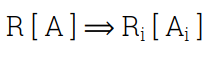 R [ A ] ⟹ Rᵢ [ Aᵢ ]